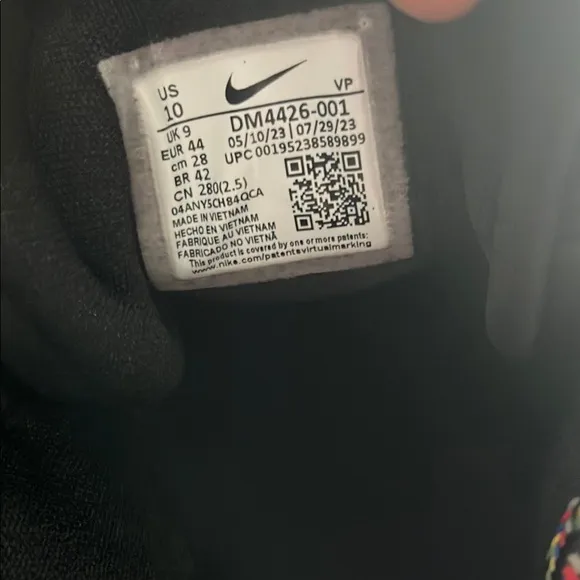 US
10
VP
UK 9
EUR 44
cm 28
BR 42
CN 280(2.5)
DM4426-001
05/10/23 | 07/29/23
UPC 00195238589899
04ANY5CH84QCA
MADE IN VIETNAM
HECHO EN VIETNAM
FABRIQUE AU VIETNAM
FABRICADO NO VIETNÃ
This product is covered by one or more patents:
www.nike.com/patentsvirtualmarking